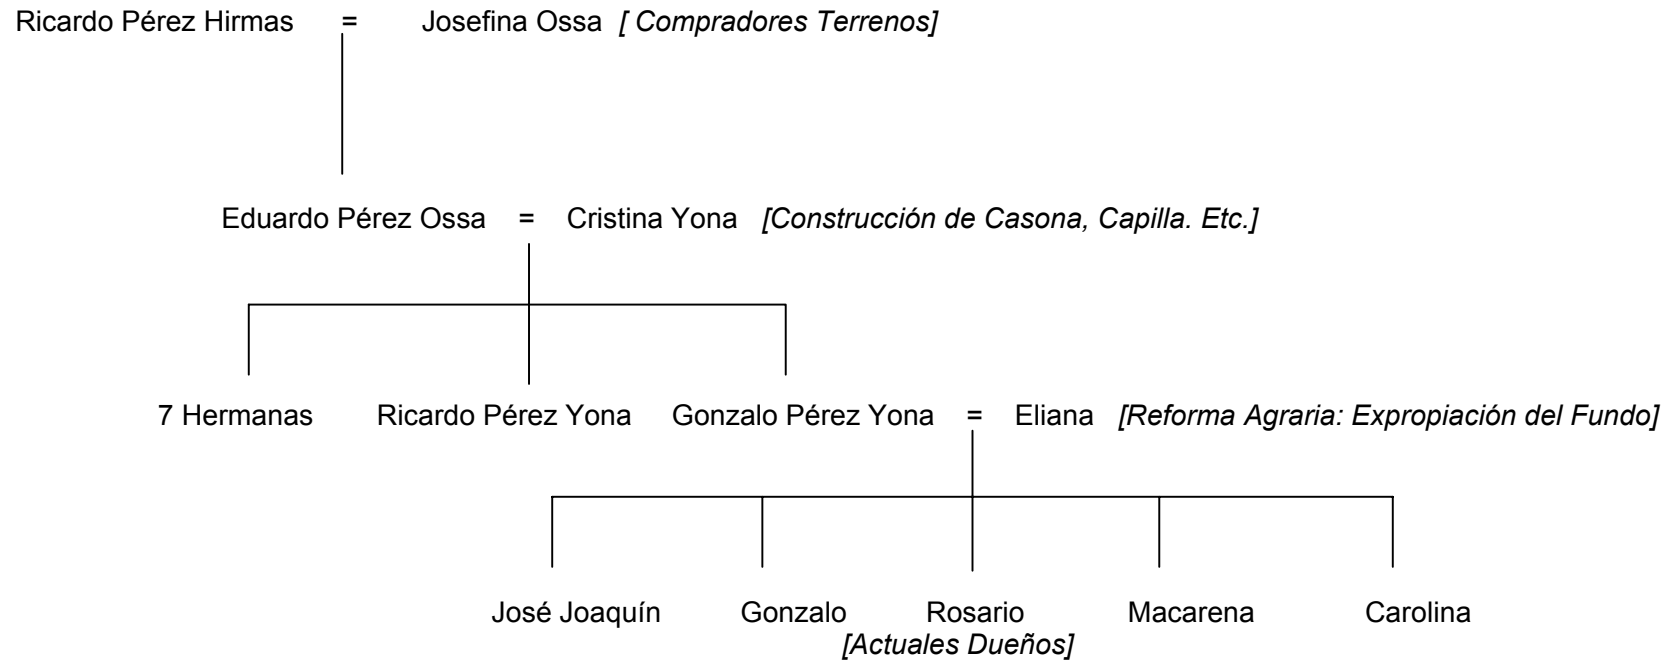 Ricardo Pérez Hirmas = Josefina Ossa [ Compradores Terrenos]
Eduardo Pérez Ossa = Cristina Yona [Construcción de Casona, Capilla. Etc.]
7 Hermanas Ricardo Pérez Yona Gonzalo Pérez Yona = Eliana [Reforma Agraria: Expropiación del Fundo]
José Joaquín Gonzalo Rosario Macarena Carolina
[Actuales Dueños]